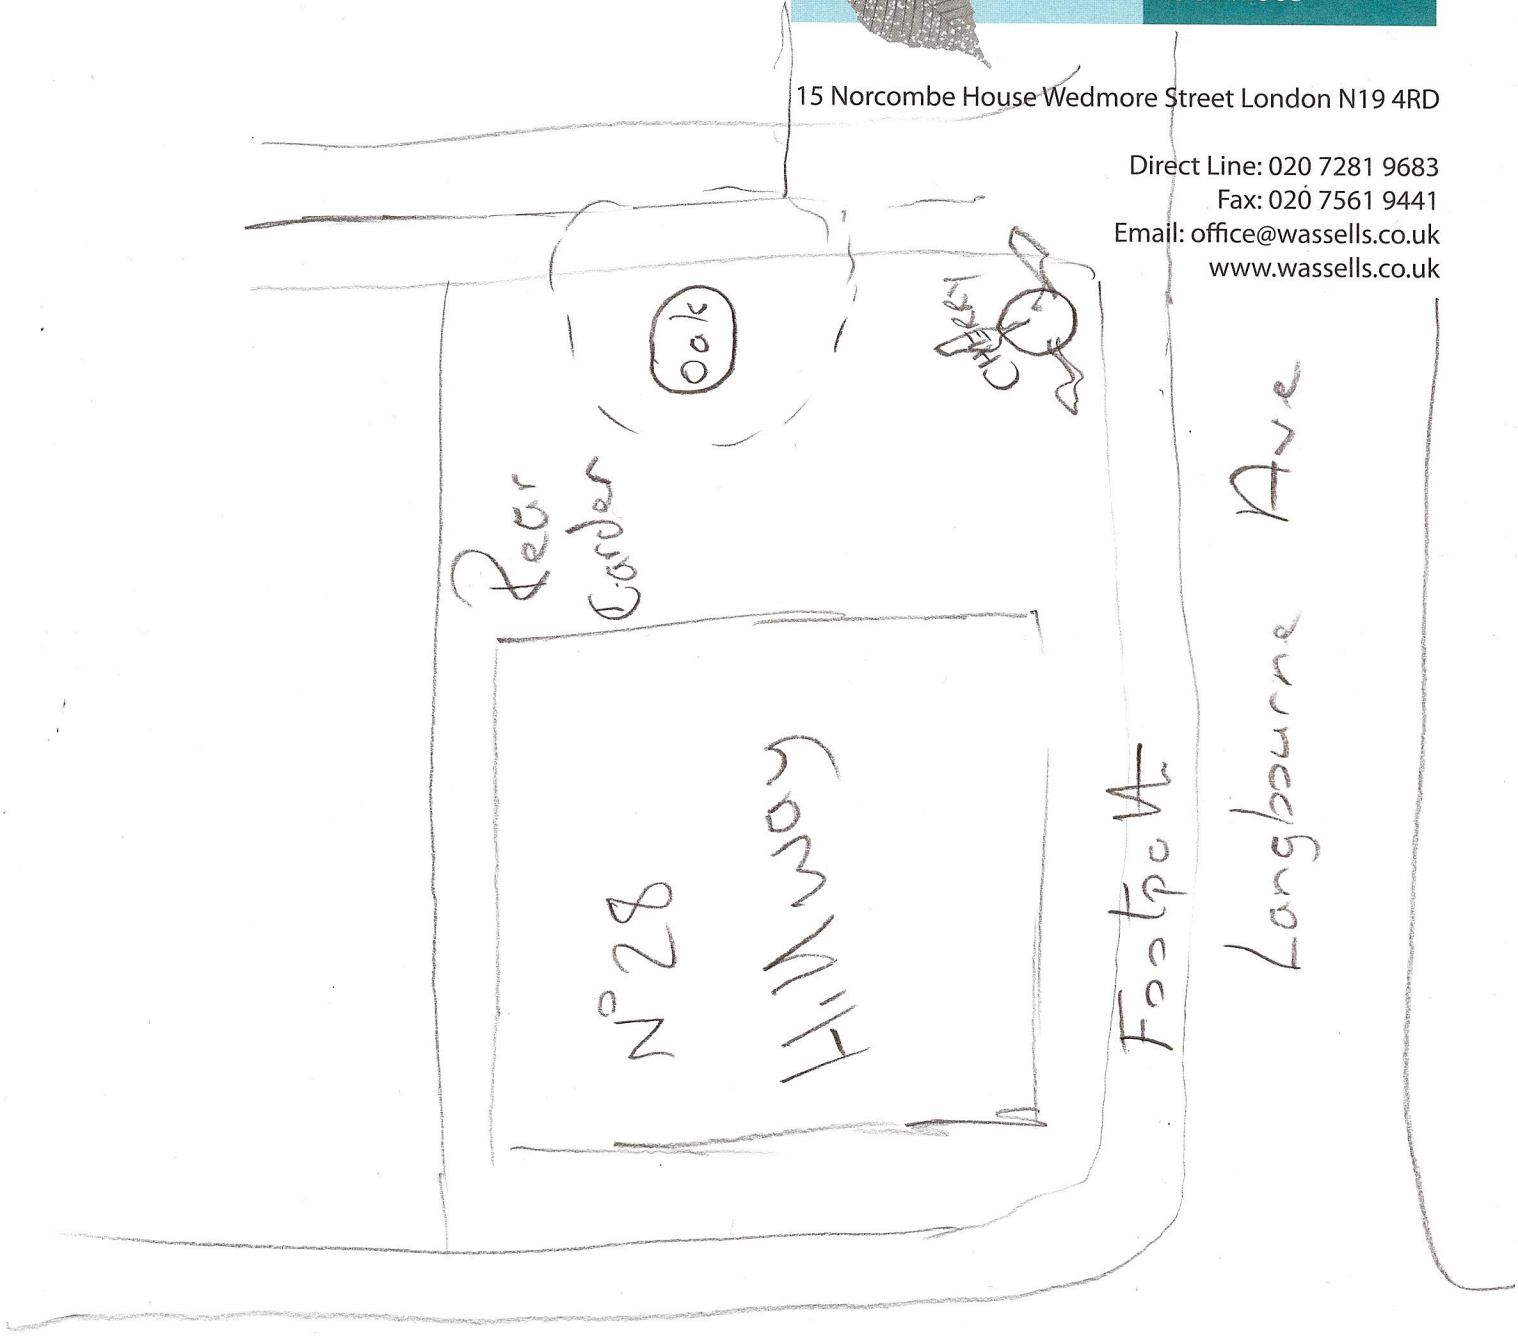 15 Norcombe House Wedmore Street London N19 4RD
Direct Line: 020 7281 9683
Fax: 020 7561 9441
Email: office@wassells.co.uk
www.wassells.co.uk
Oak
CHERRY
Rear
Garden
Nº 28
Hillway
Footpath
Langbourne Ave